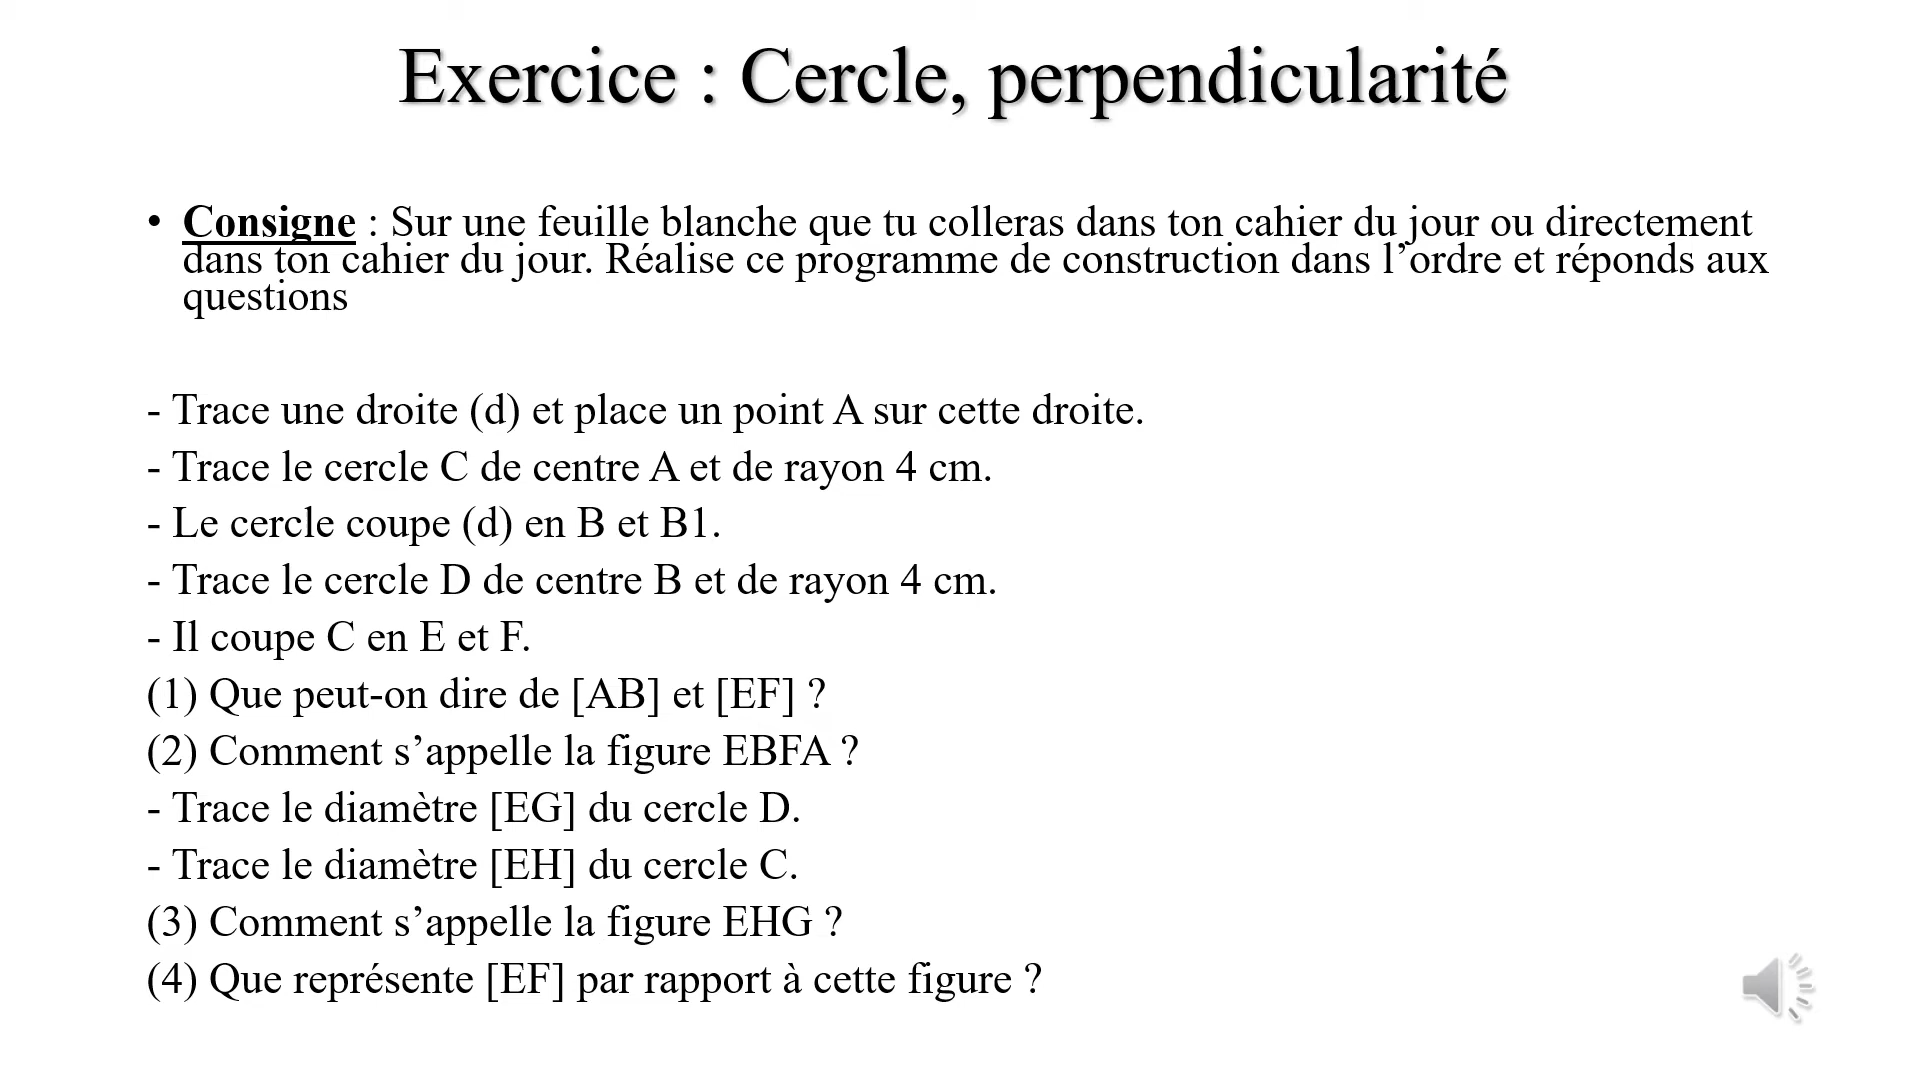 Exercice : Cercle, perpendicularité
• Consigne : Sur une feuille blanche que tu colleras dans ton cahier du jour ou directement
dans ton cahier du jour. Réalise ce programme de construction dans l’ordre et réponds aux
questions
- Trace une droite (d) et place un point A sur cette droite.
- Trace le cercle C de centre A et de rayon 4 cm.
- Le cercle coupe (d) en B et B1.
- Trace le cercle D de centre B et de rayon 4 cm.
- Il coupe C en E et F.
(1) Que peut-on dire de [AB] et [EF] ?
(2) Comment s’appelle la figure EBFA ?
- Trace le diamètre [EG] du cercle D.
- Trace le diamètre [EH] du cercle C.
(3) Comment s’appelle la figure EHG ?
(4) Que représente [EF] par rapport à cette figure ?